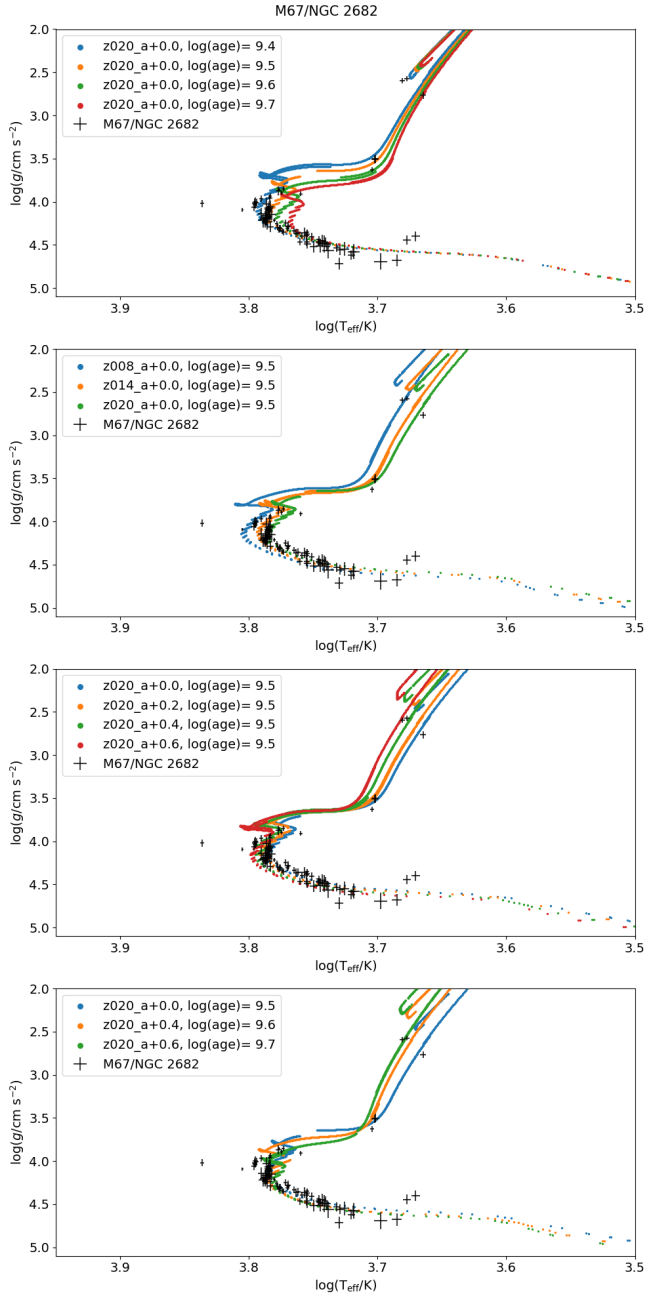 M67/NGC 2682
2.0
2.5
3.0
3.5
4.0
4.5
5.0
log(g/cm s⁻²)
z020_a+0.0, log(age)= 9.4
z020_a+0.0, log(age)= 9.5
z020_a+0.0, log(age)= 9.6
z020_a+0.0, log(age)= 9.7
M67/NGC 2682
3.9 3.8 3.7 3.6 3.5
log(T_eff/K)
2.0
2.5
3.0
3.5
4.0
4.5
5.0
log(g/cm s⁻²)
z008_a+0.0, log(age)= 9.5
z014_a+0.0, log(age)= 9.5
z020_a+0.0, log(age)= 9.5
M67/NGC 2682
3.9 3.8 3.7 3.6 3.5
log(T_eff/K)
2.0
2.5
3.0
3.5
4.0
4.5
5.0
log(g/cm s⁻²)
z020_a+0.0, log(age)= 9.5
z020_a+0.2, log(age)= 9.5
z020_a+0.4, log(age)= 9.5
z020_a+0.6, log(age)= 9.5
M67/NGC 2682
3.9 3.8 3.7 3.6 3.5
log(T_eff/K)
2.0
2.5
3.0
3.5
4.0
4.5
5.0
log(g/cm s⁻²)
z020_a+0.0, log(age)= 9.5
z020_a+0.4, log(age)= 9.6
z020_a+0.6, log(age)= 9.7
M67/NGC 2682
3.9 3.8 3.7 3.6 3.5
log(T_eff/K)